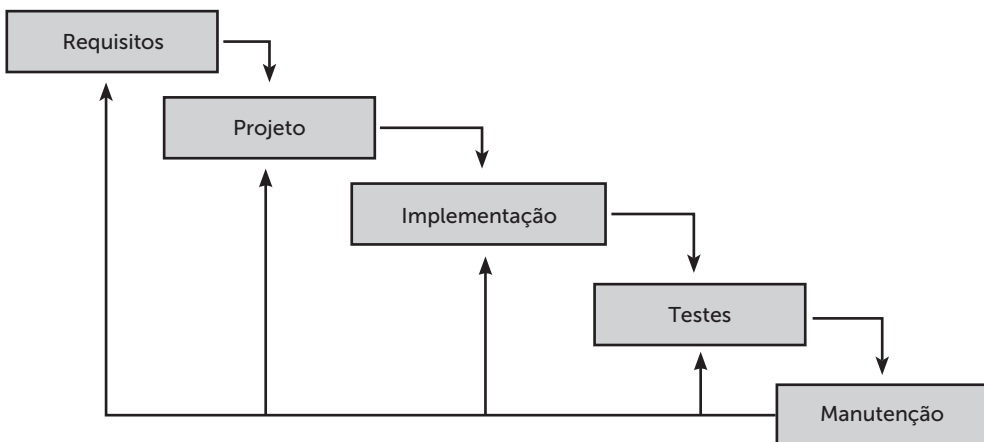 Requisitos
Projeto
Implementação
Testes
Manutenção